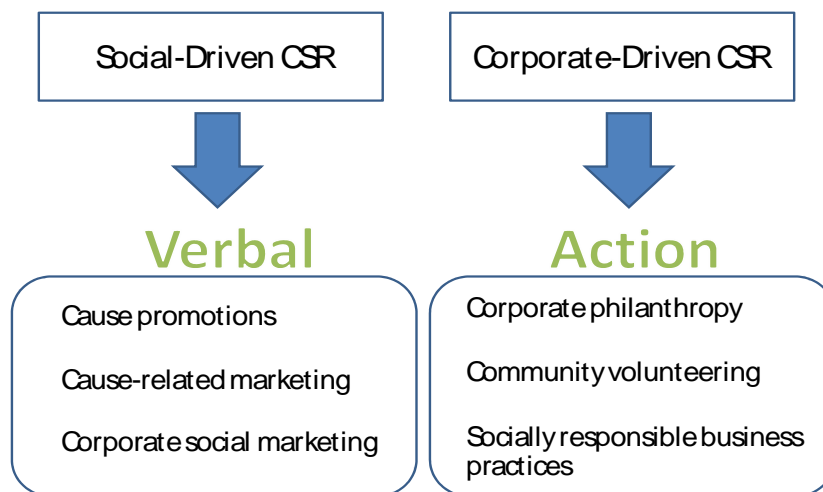 Social-Driven CSR
Corporate-Driven CSR
Verbal
Action
Cause promotions
Cause-related marketing
Corporate social marketing
Corporate philanthropy
Community volunteering
Socially responsible business
practices